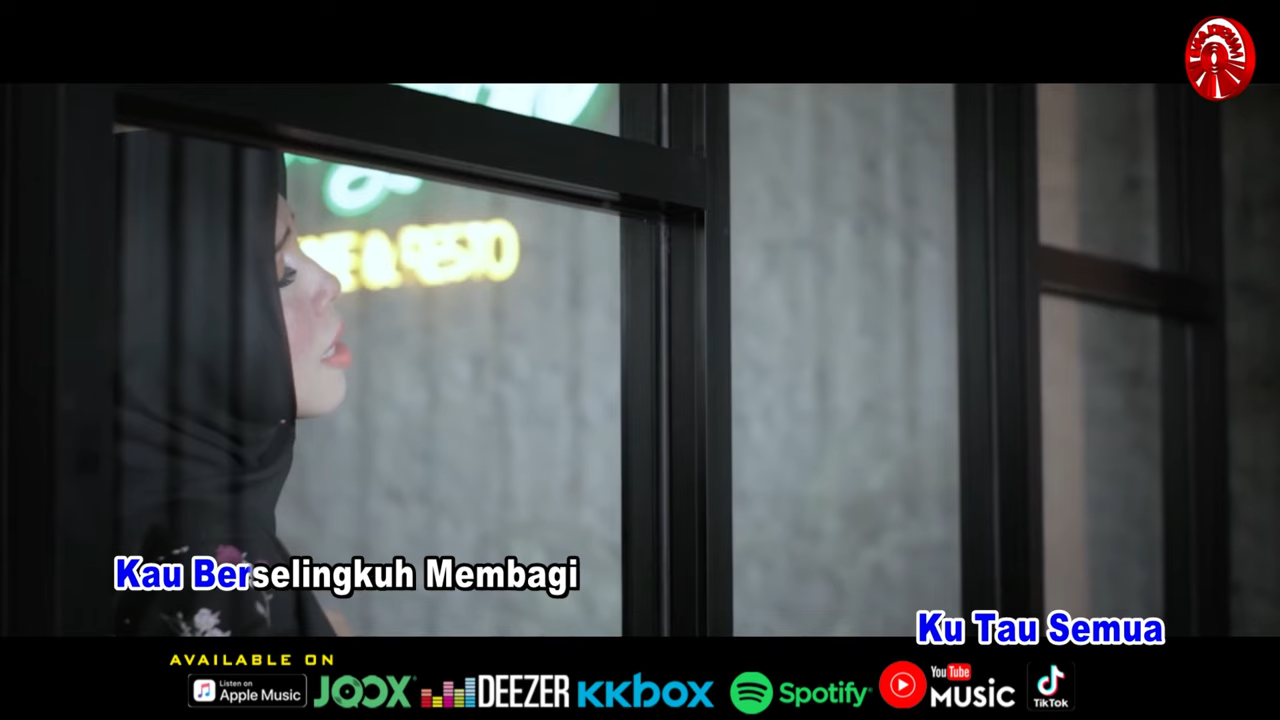 & RESTO
Kau Berselingkuh Membagi
Ku Tau Semua
AVAILABLE ON
Listen on
Apple Music
JOOX
DEEZER
KKBOX
Spotify
YouTube
MUSIC
TikTok